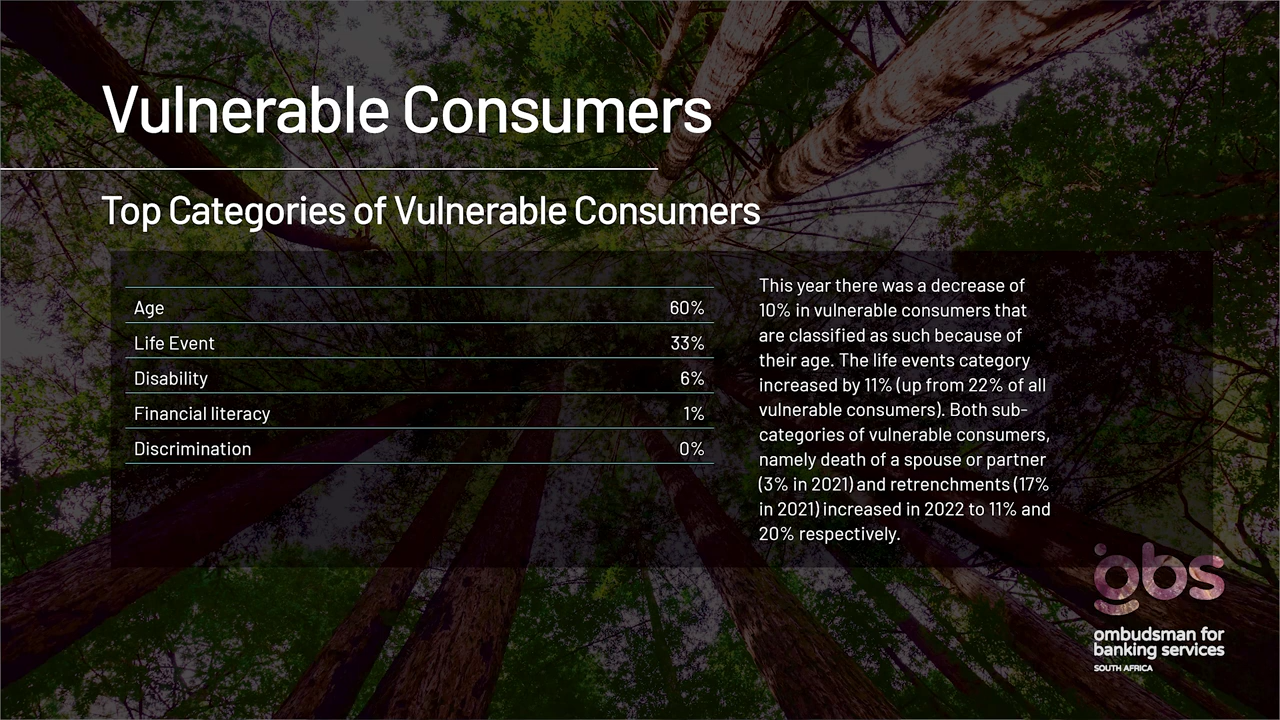 Vulnerable Consumers
Top Categories of Vulnerable Consumers
Age 60%
Life Event 33%
Disability 6%
Financial literacy 1%
Discrimination 0%
This year there was a decrease of
10% in vulnerable consumers that
are classified as such because of
their age. The life events category
increased by 11% (up from 22% of all
vulnerable consumers). Both sub-
categories of vulnerable consumers,
namely death of a spouse or partner
(3% in 2021) and retrenchments (17%
in 2021) increased in 2022 to 11% and
20% respectively.
obs
ombudsman for
banking services
SOUTH AFRICA